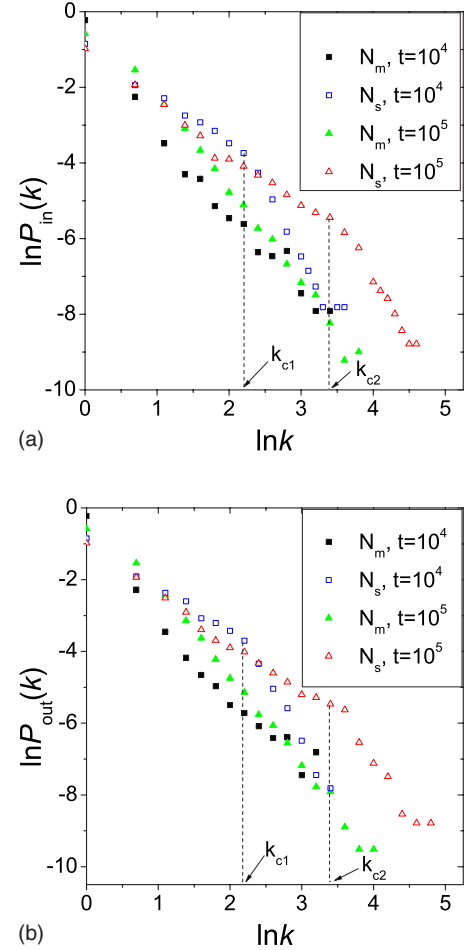 0
-2
-4
-6
-8
-10
0 1 2 3 4 5
lnP_in(k)
lnk
N_m, t=10^4
N_s, t=10^4
N_m, t=10^5
N_s, t=10^5
k_c1
k_c2
(a)
0
-2
-4
-6
-8
-10
0 1 2 3 4 5
lnP_out(k)
lnk
N_m, t=10^4
N_s, t=10^4
N_m, t=10^5
N_s, t=10^5
k_c1
k_c2
(b)